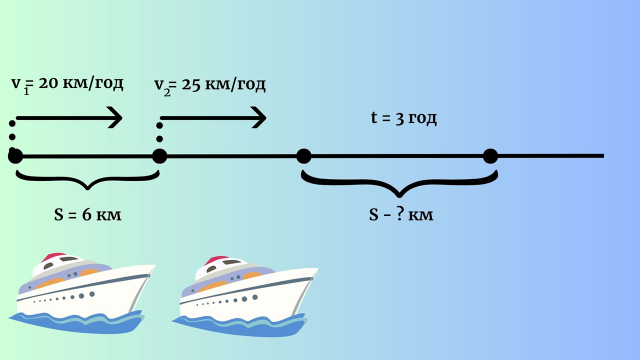 v₁ = 20 км/год
v₂ = 25 км/год
t = 3 год
S = 6 км
S - ? км